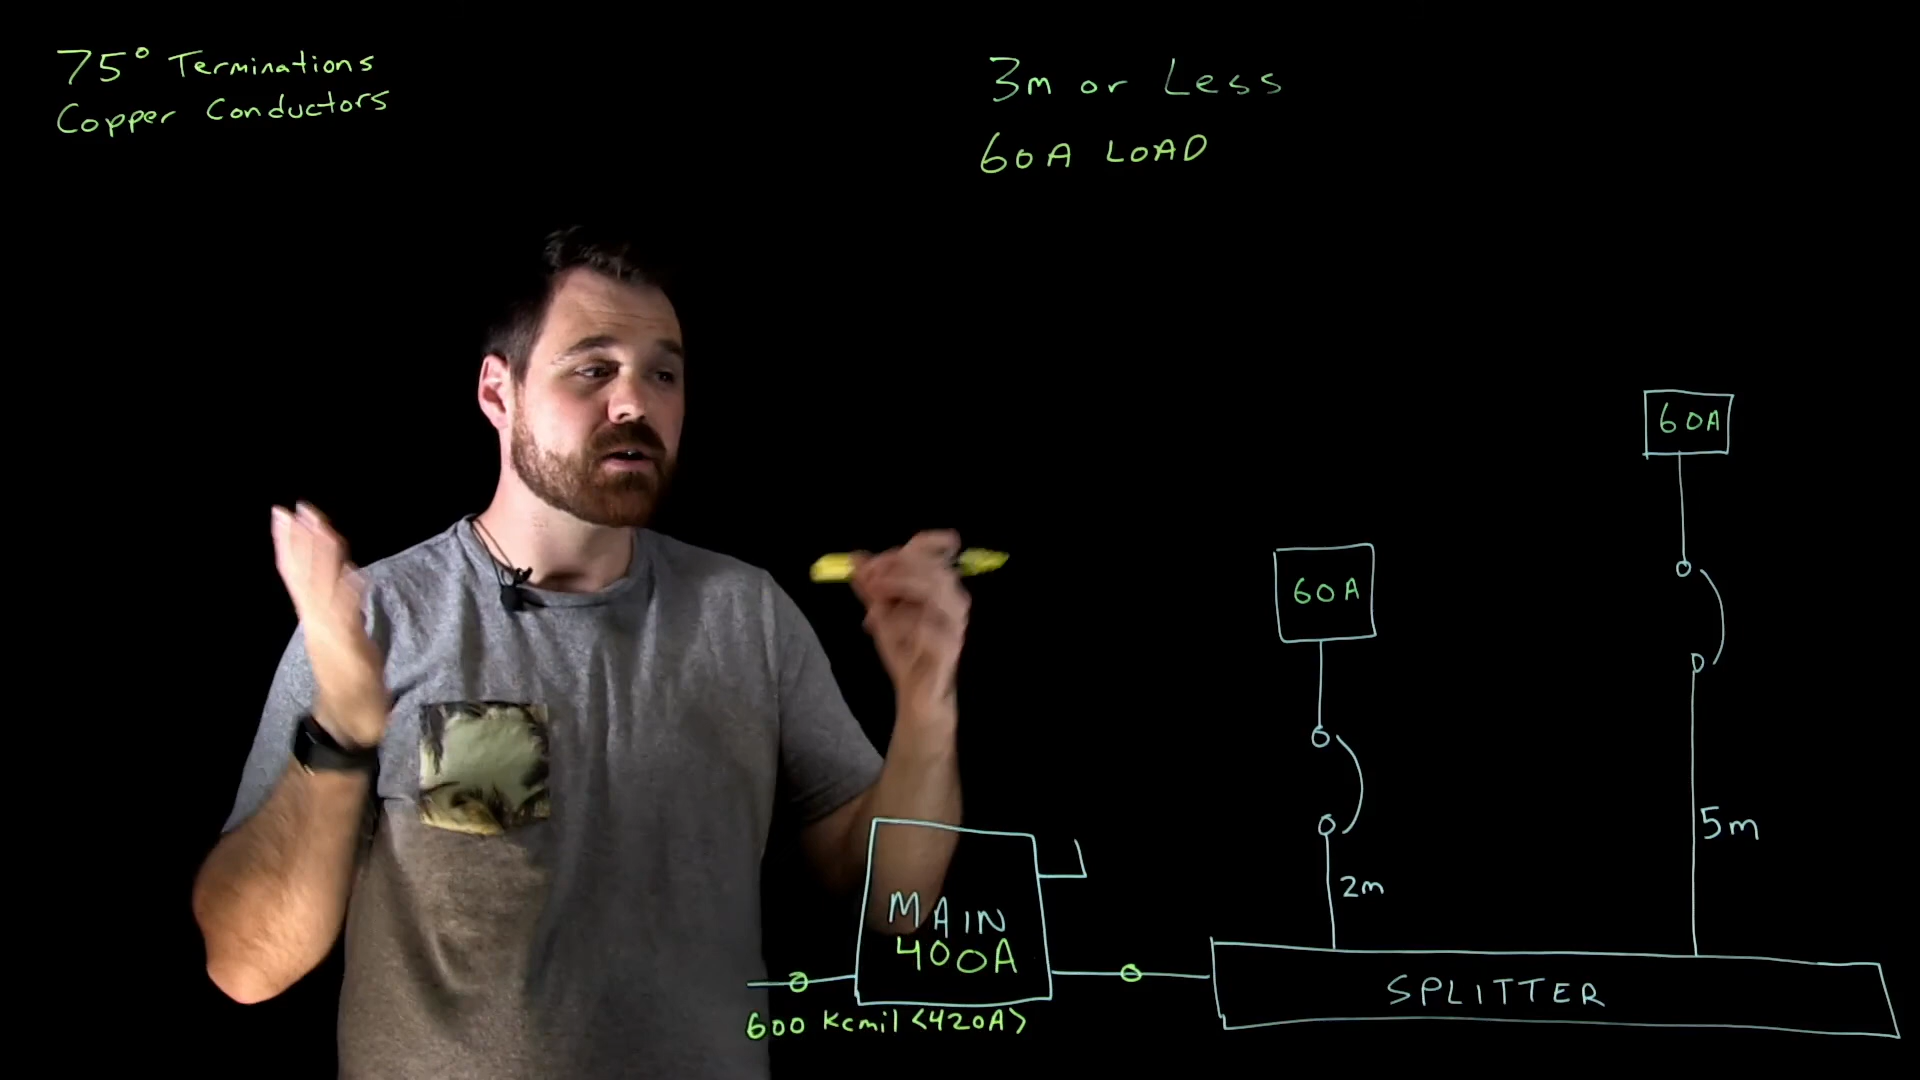 75° Terminations
Copper Conductors
3m or Less
60A LOAD
60A
60A
5m
2m
MAIN
400A
SPLITTER
600 Kcmil <420A>